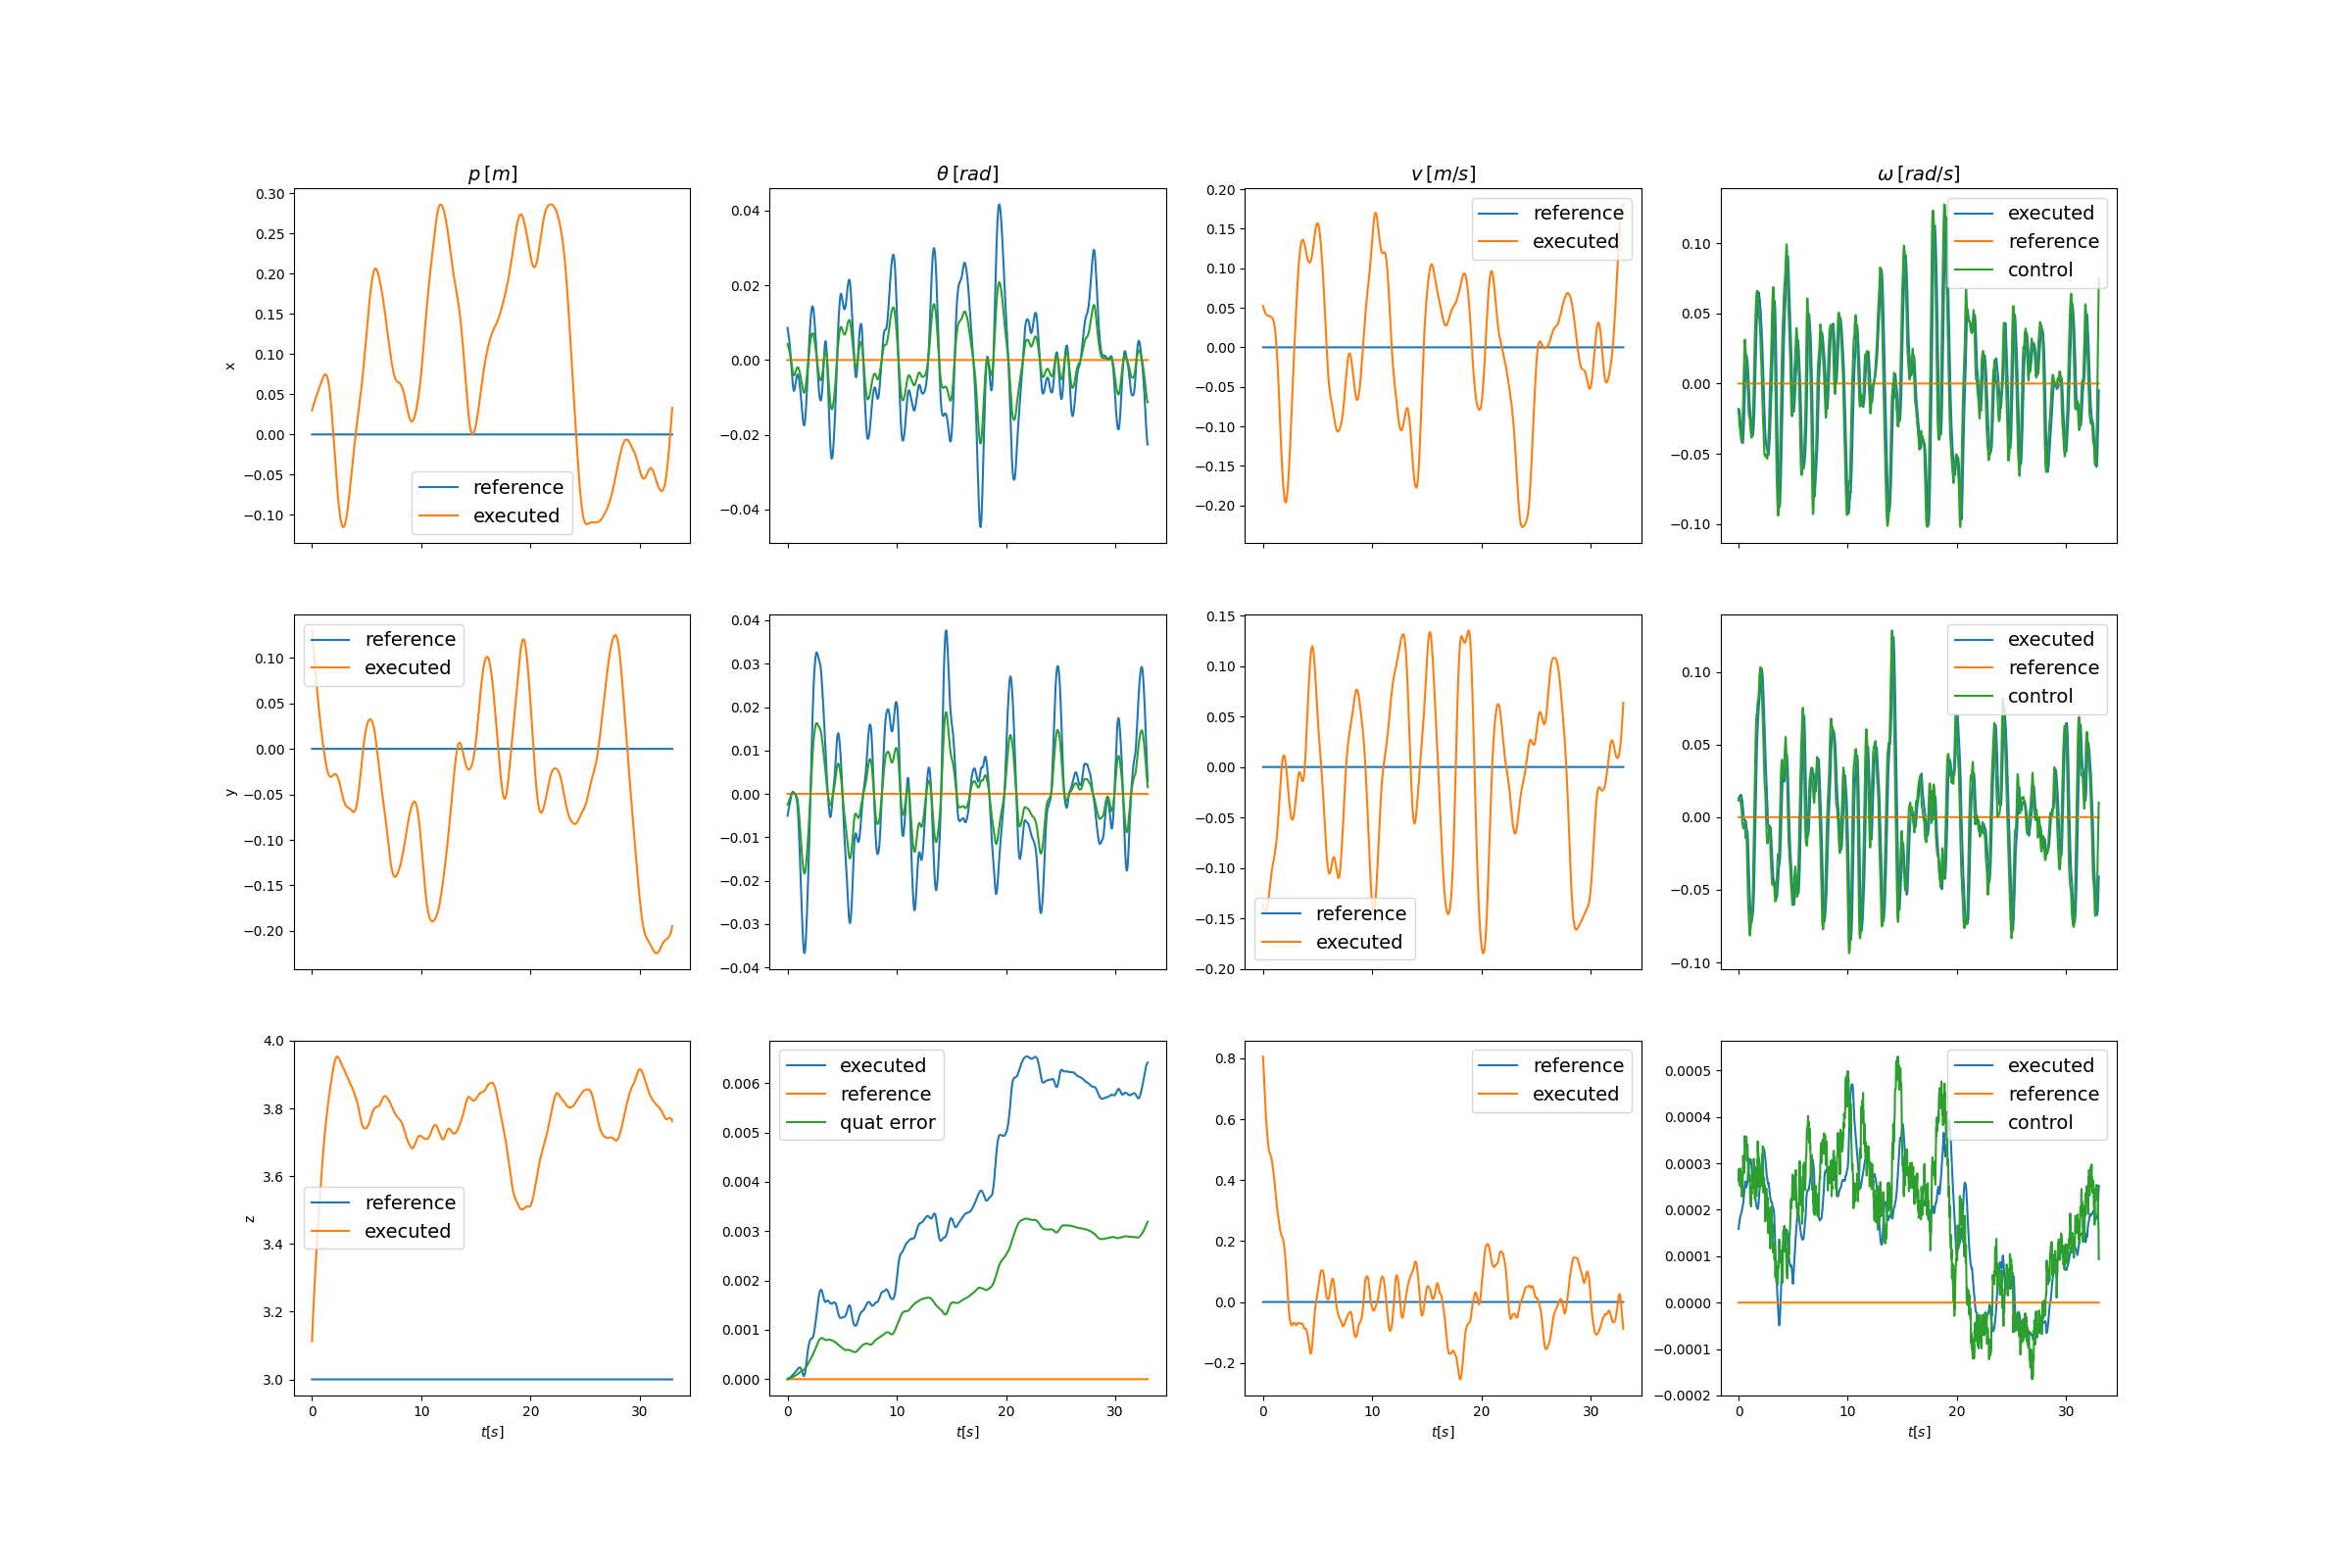 p [m]
θ [rad]
v [m/s]
ω [rad/s]
0.30
0.25
0.20
0.15
0.10
0.05
0.00
−0.05
−0.10
x
reference
executed
0.04
0.02
0.00
−0.02
−0.04
0.20
0.15
0.10
0.05
0.00
−0.05
−0.10
−0.15
−0.20
reference
executed
0.10
0.05
0.00
−0.05
−0.10
executed
reference
control
0.10
0.05
0.00
−0.05
−0.10
−0.15
−0.20
y
reference
executed
0.04
0.03
0.02
0.01
0.00
−0.01
−0.02
−0.03
−0.04
0.15
0.10
0.05
0.00
−0.05
−0.10
−0.15
−0.20
reference
executed
0.10
0.05
0.00
−0.05
−0.10
executed
reference
control
4.0
3.8
3.6
3.4
3.2
3.0
z
reference
executed
0 10 20 30
t[s]
0.006
0.005
0.004
0.003
0.002
0.001
0.000
executed
reference
quat error
0 10 20 30
t[s]
0.8
0.6
0.4
0.2
0.0
−0.2
reference
executed
0 10 20 30
t[s]
0.0005
0.0004
0.0003
0.0002
0.0001
0.0000
−0.0001
−0.0002
executed
reference
control
0 10 20 30
t[s]